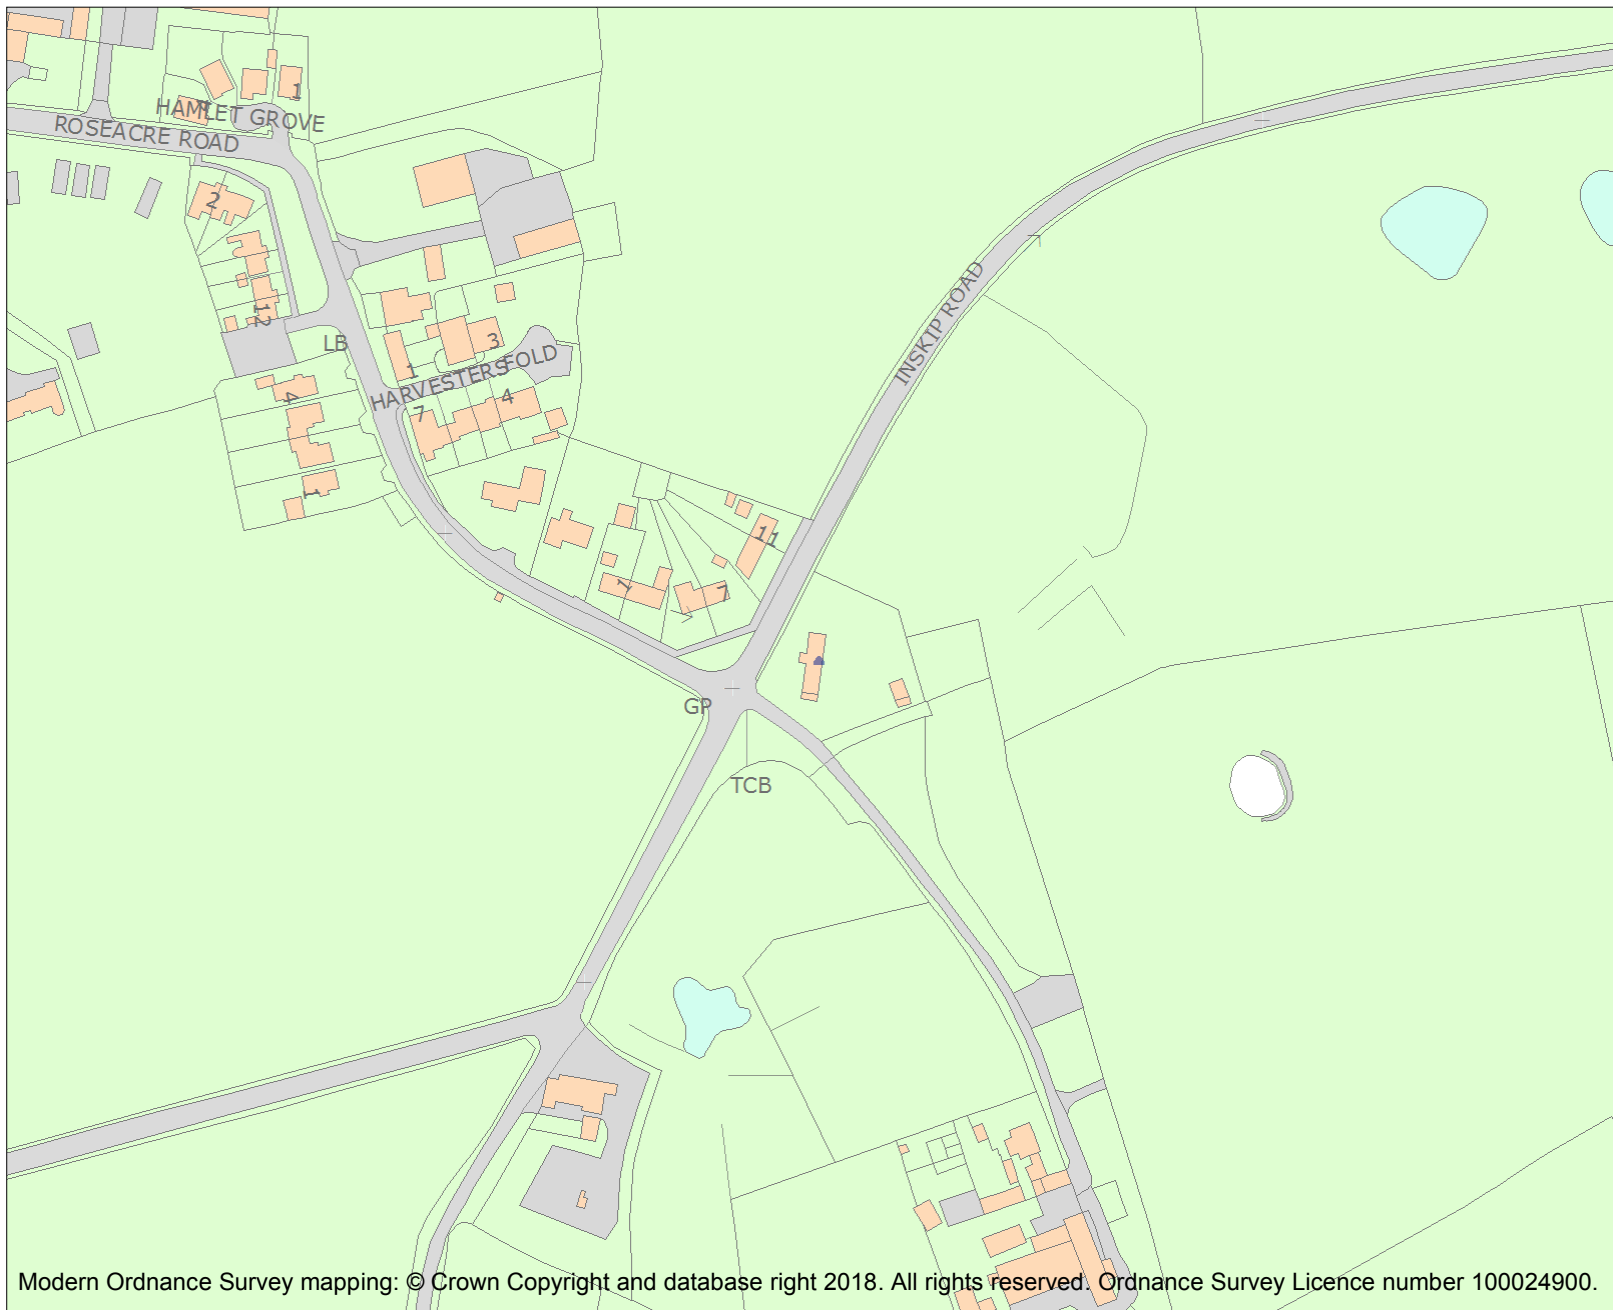 1
HAMLET GROVE
ROSEACRE ROAD
2
12
INSKIP ROAD
LB
3
1
HARVESTERS FOLD
4
4
7
1
11
1
7
GP
TCB
Modern Ordnance Survey mapping: © Crown Copyright and database right 2018. All rights reserved. Ordnance Survey Licence number 100024900.